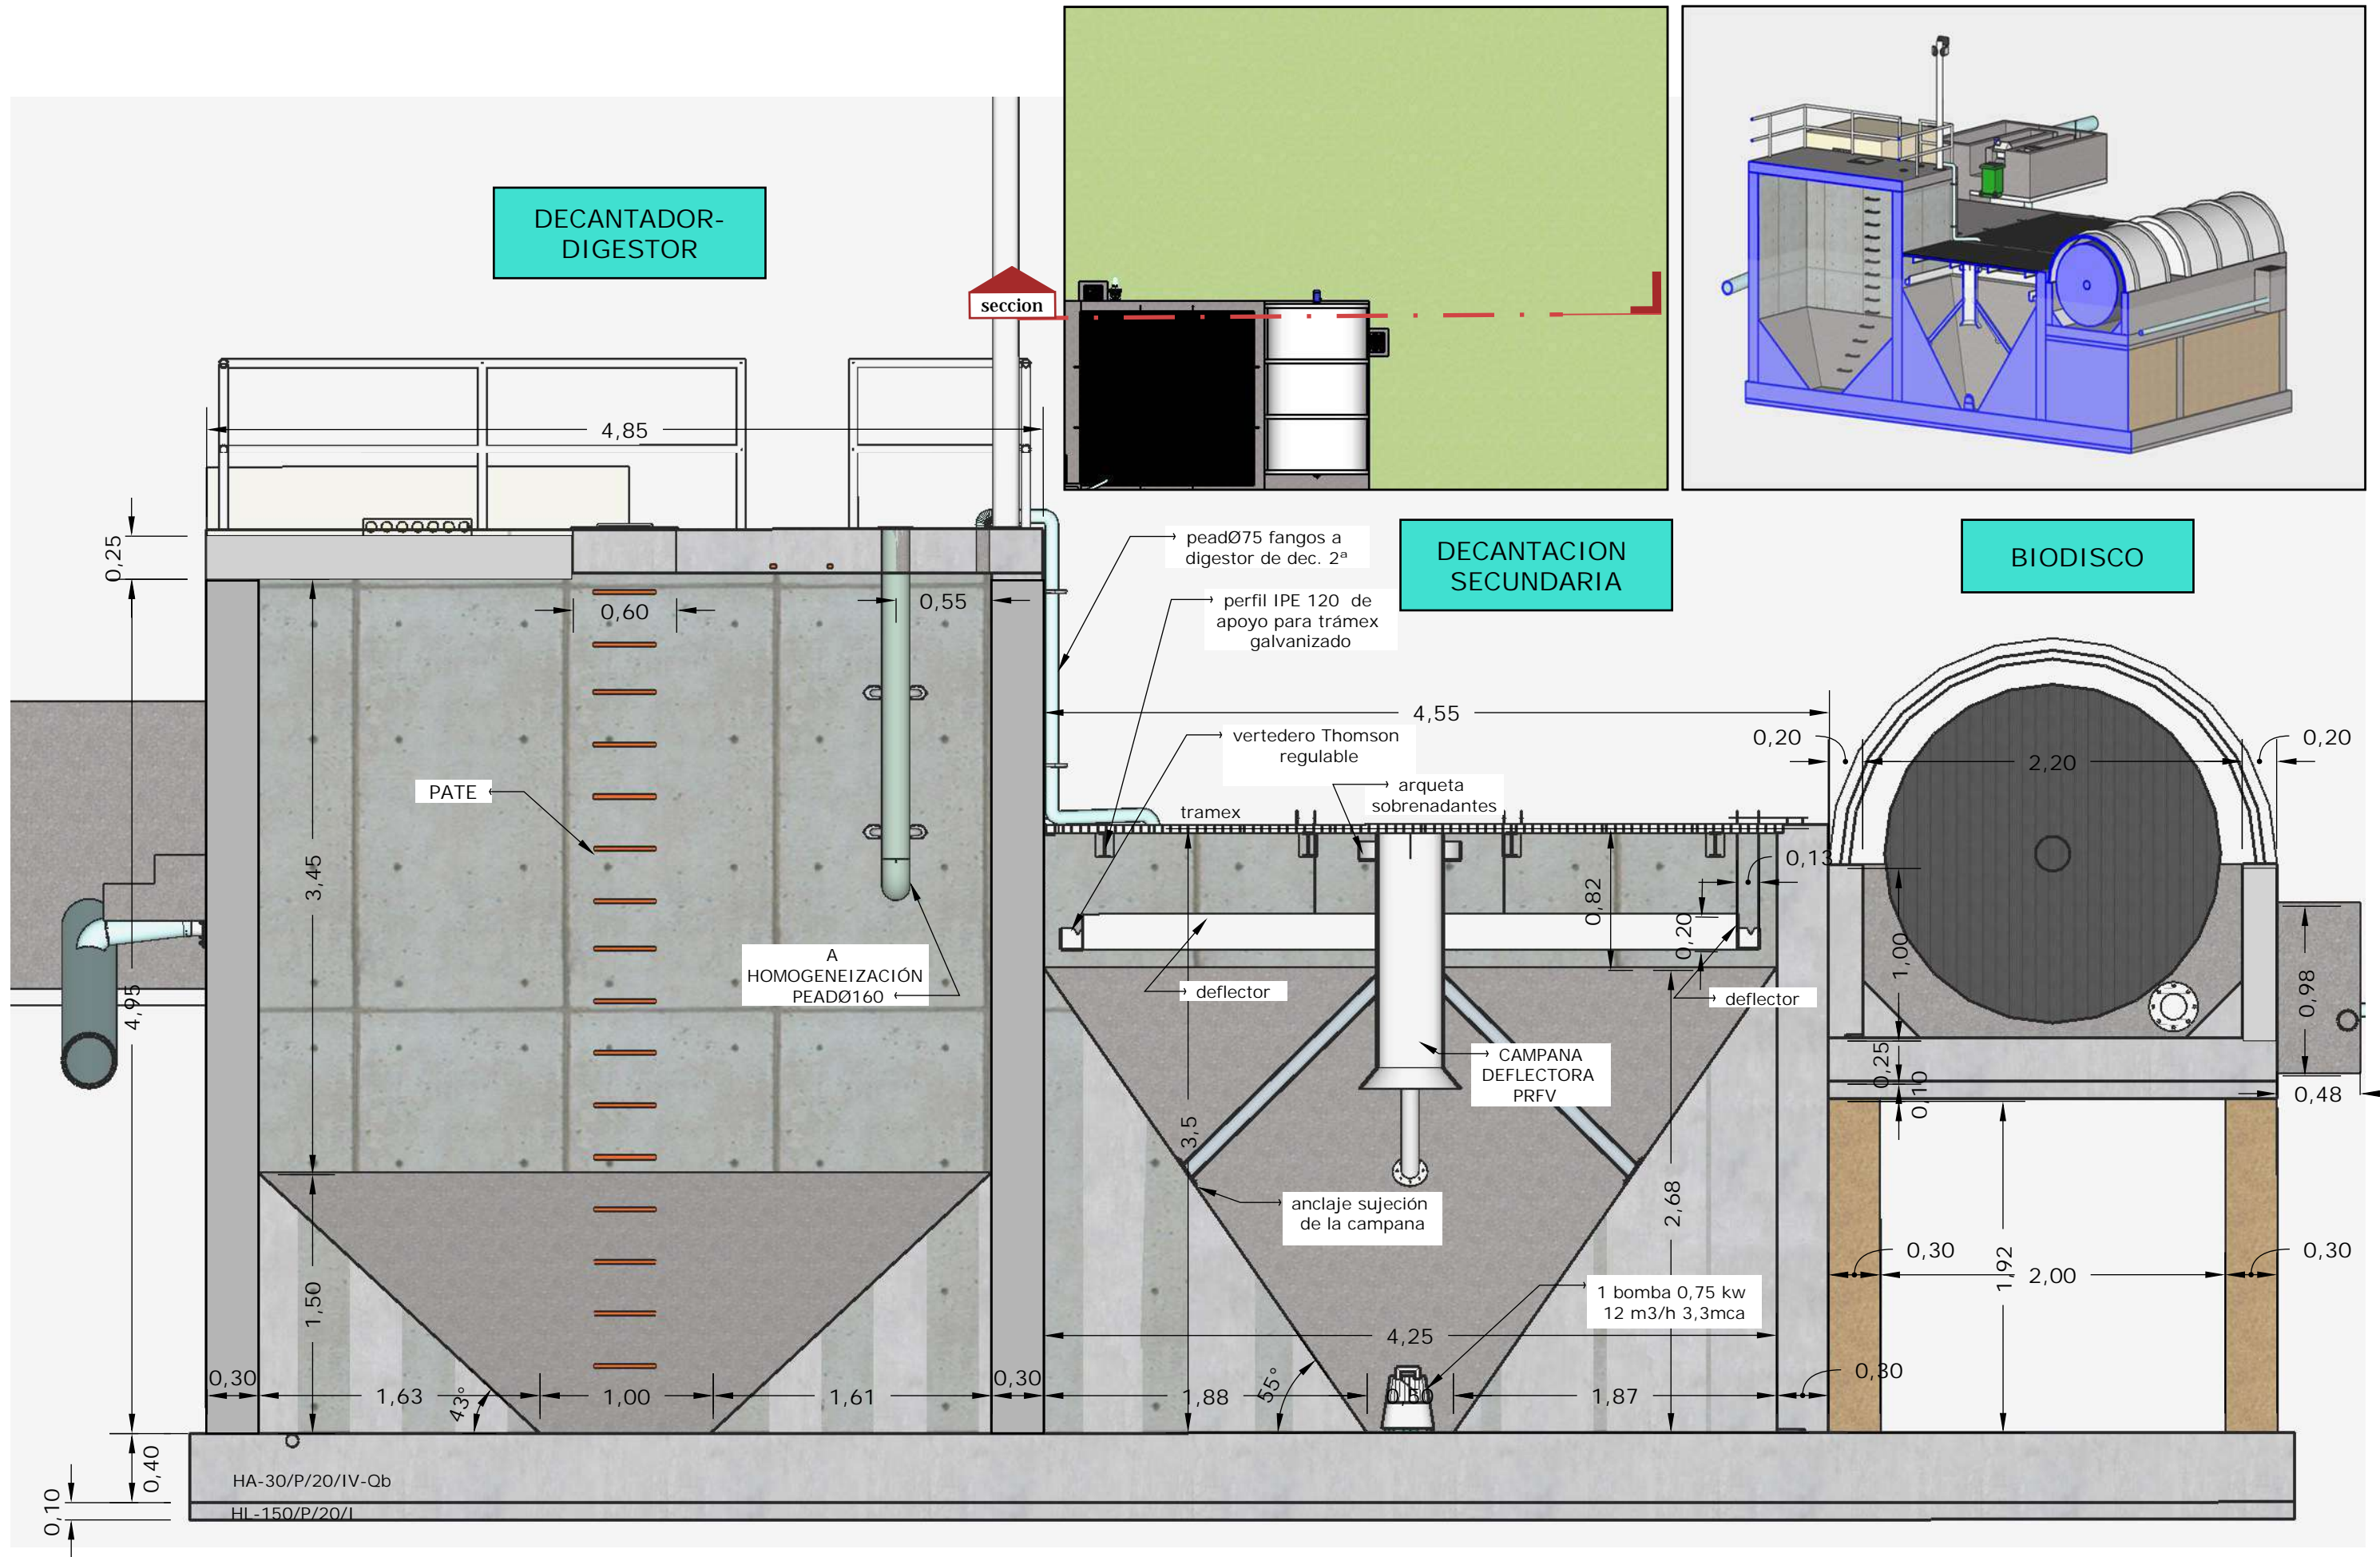 DECANTADOR-
DIGESTOR
seccion
4,85
0,25
peadØ75 fangos a
digestor de dec. 2ª
DECANTACION
SECUNDARIA
BIODISCO
0,60
0,55
perfil IPE 120 de
apoyo para trámex
galvanizado
4,55
vertedero Thomson
regulable
0,20
2,20
0,20
PATE
arqueta
sobrenadantes
tramex
0,13
3,45
0,82
0,20
1,00
0,98
A
HOMOGENEIZACIÓN
PEADØ160
deflector
deflector
4,95
CAMPANA
DEFLECTORA
PRFV
0,25
0,10
0,48
3,5
anclaje sujeción
de la campana
2,68
0,30
2,00
0,30
1,92
1,50
1 bomba 0,75 kw
12 m3/h 3,3mca
4,25
0,30
1,63
43°
1,00
1,61
0,30
1,88
55°
0,50
1,87
0,30
0,40
HA-30/P/20/IV-Qb
0,10
HL-150/P/20/I